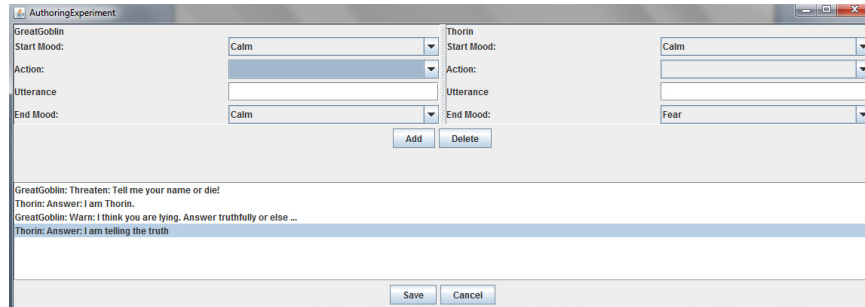 AuthoringExperiment
GreatGoblin
Start Mood: Calm
Action:
Utterance
End Mood: Calm
Thorin
Start Mood: Calm
Action:
Utterance
End Mood: Fear
Add Delete
GreatGoblin: Threaten: Tell me your name or die!
Thorin: Answer: I am Thorin.
GreatGoblin: Warn: I think you are lying. Answer truthfully or else ...
Thorin: Answer: I am telling the truth
Save Cancel